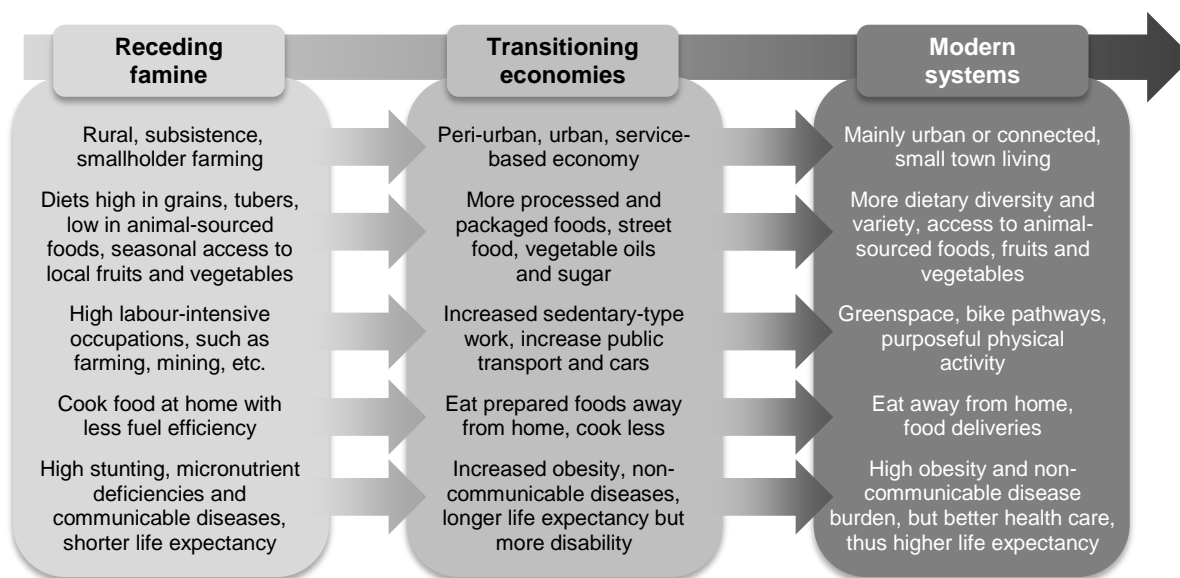 Receding
famine
Transitioning
economies
Modern
systems
Rural, subsistence,
smallholder farming
Peri-urban, urban, service-
based economy
Mainly urban or connected,
small town living
Diets high in grains, tubers,
low in animal-sourced
foods, seasonal access to
local fruits and vegetables
More processed and
packaged foods, street
food, vegetable oils
and sugar
More dietary diversity and
variety, access to animal-
sourced foods, fruits and
vegetables
High labour-intensive
occupations, such as
farming, mining, etc.
Increased sedentary-type
work, increase public
transport and cars
Greenspace, bike pathways,
purposeful physical
activity
Cook food at home with
less fuel efficiency
Eat prepared foods away
from home, cook less
Eat away from home,
food deliveries
High stunting, micronutrient
deficiencies and
communicable diseases,
shorter life expectancy
Increased obesity, non-
communicable diseases,
longer life expectancy but
more disability
High obesity and non-
communicable disease
burden, but better health care,
thus higher life expectancy